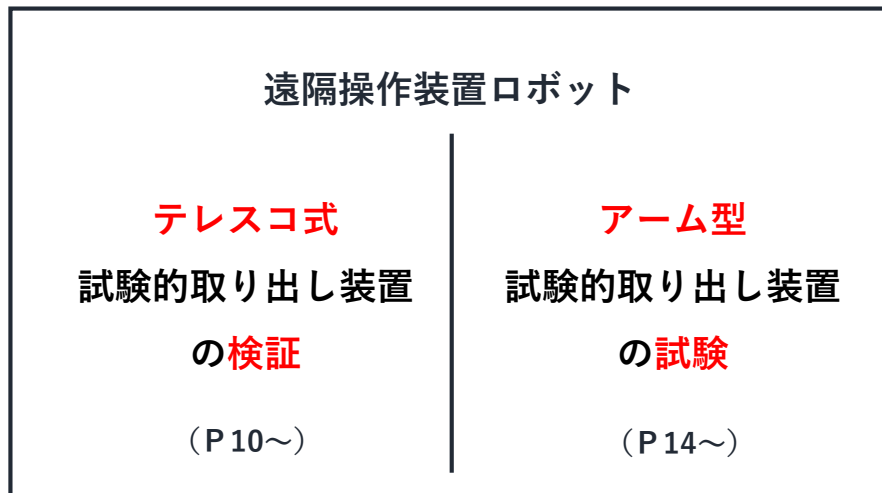 遠隔操作装置ロボット
テレスコ式
試験的取り出し装置
の検証
（P10～）
アーム型
試験的取り出し装置
の試験
（P14～）